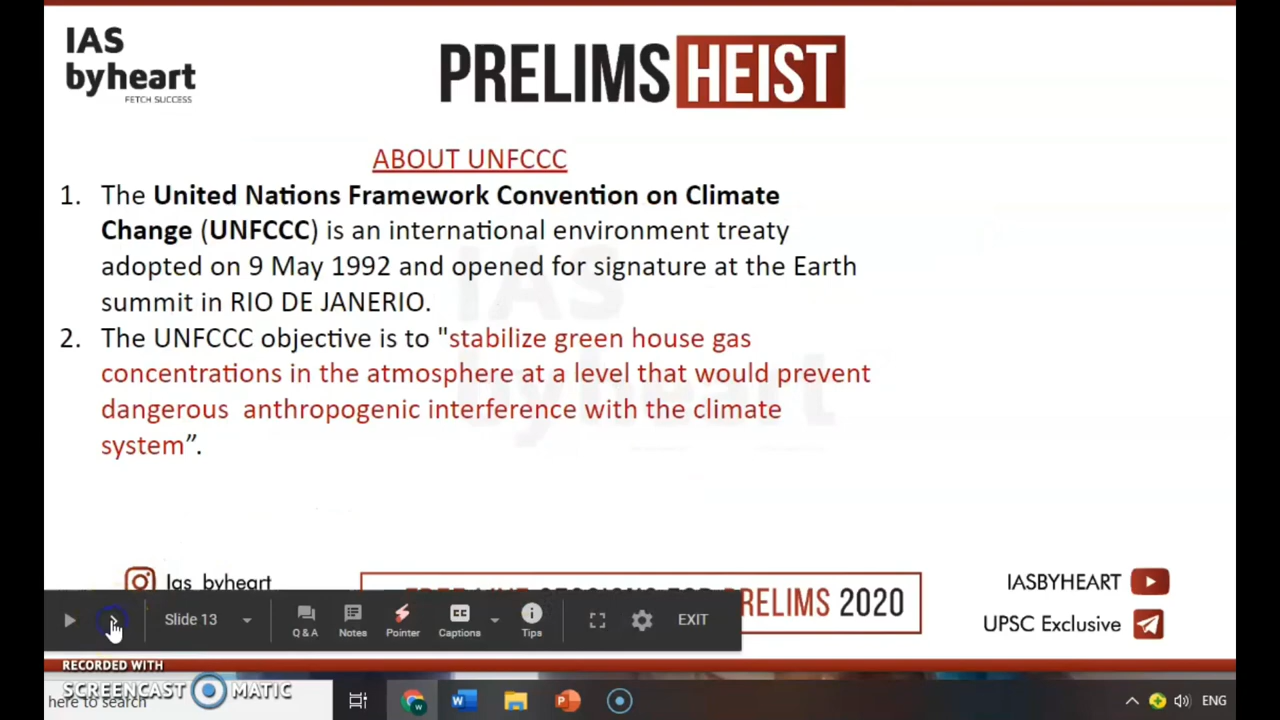 IAS
byheart
FETCH SUCCESS
PRELIMS HEIST
ABOUT UNFCCC
1. The United Nations Framework Convention on Climate
Change (UNFCCC) is an international environment treaty
adopted on 9 May 1992 and opened for signature at the Earth
summit in RIO DE JANERIO.
2. The UNFCCC objective is to "stabilize green house gas
concentrations in the atmosphere at a level that would prevent
dangerous anthropogenic interference with the climate
system”.
IAS
byheart
Ias_byheart
PRELIMS 2020
IASBYHEART
UPSC Exclusive
Slide 13
Q & A
Notes
Pointer
CC
Captions
Tips
EXIT
RECORDED WITH
SCREENCAST MATIC
here to search
ENG